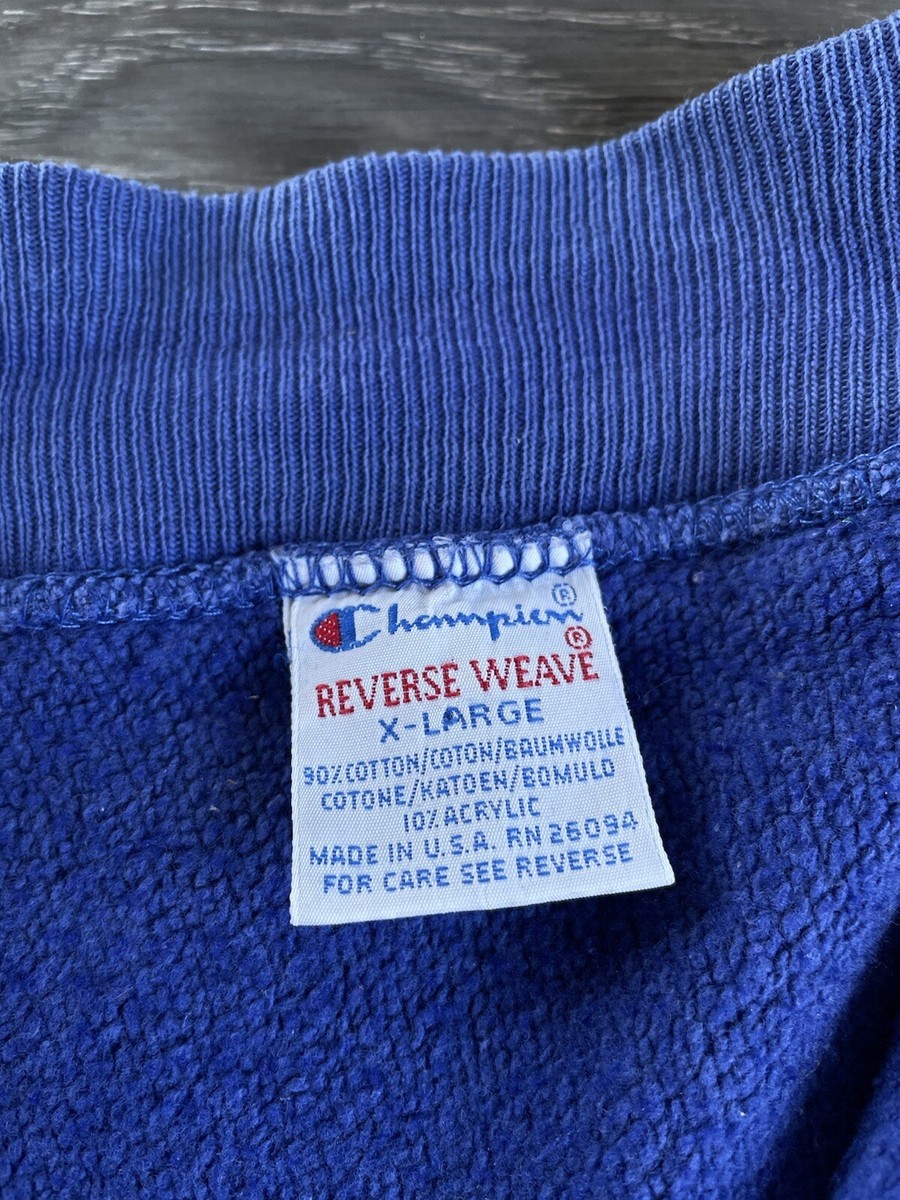 Champion®
REVERSE WEAVE®
X-LARGE
90%COTTON/COTON/BAUMWOLLE
COTONE/KATOEN/BOMULD
10%ACRYLIC
MADE IN U.S.A. RN 26094
FOR CARE SEE REVERSE